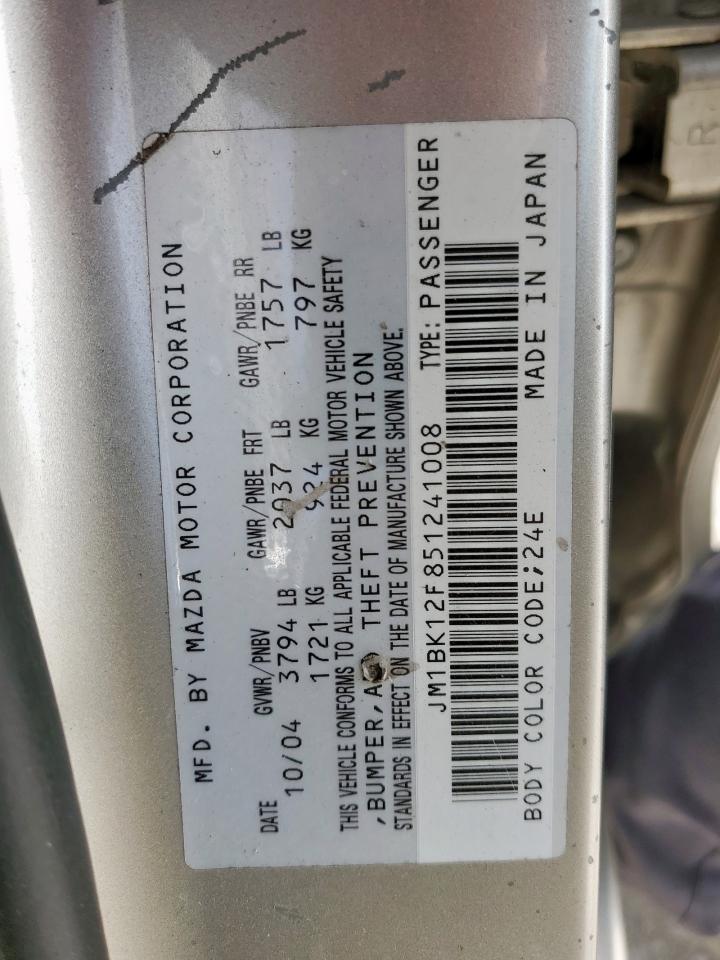 MFD. BY MAZDA MOTOR CORPORATION
DATE GVWR/PNBV GAWR/PNBE FRT GAWR/PNBE RR
10/04 3794 LB 2037 LB 1757 LB
1721 KG 924 KG 797 KG
THIS VEHICLE CONFORMS TO ALL APPLICABLE FEDERAL MOTOR VEHICLE SAFETY
,BUMPER, THEFT PREVENTION
STANDARDS IN EFFECT ON THE DATE OF MANUFACTURE SHOWN ABOVE.
JM1BK12F851241008 TYPE: PASSENGER
BODY COLOR CODE;24E MADE IN JAPAN